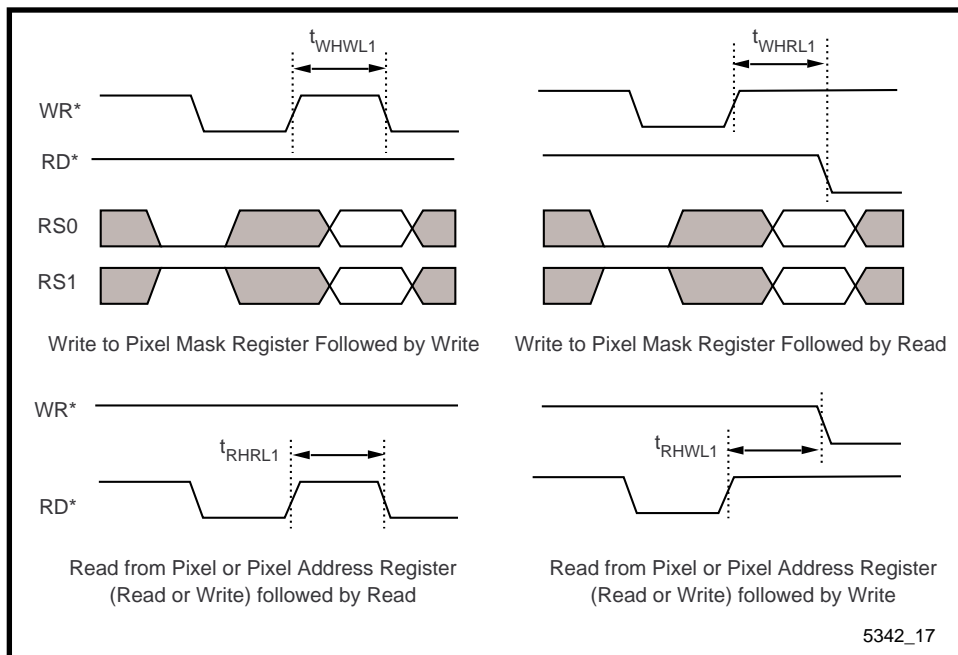 tWHWL1
WR*
RD*
RS0
RS1
Write to Pixel Mask Register Followed by Write
tWHRL1
Write to Pixel Mask Register Followed by Read
WR*
tRHRL1
RD*
Read from Pixel or Pixel Address Register
(Read or Write) followed by Read
tRHWL1
Read from Pixel or Pixel Address Register
(Read or Write) followed by Write
5342_17